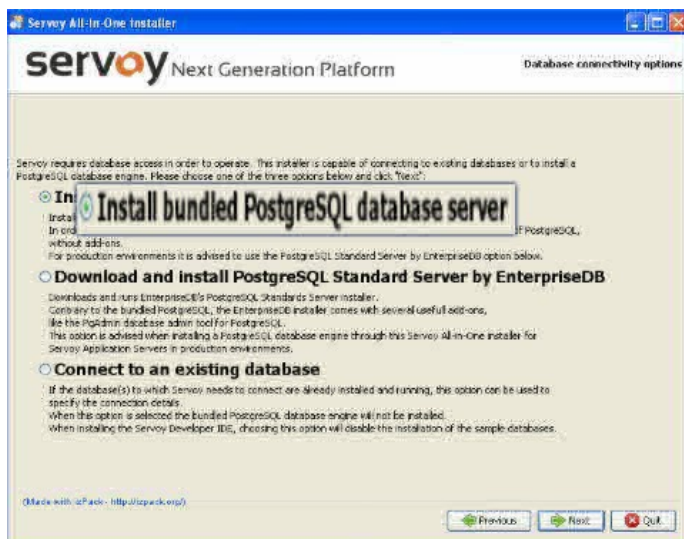 Servoy All-In-One Installer
servoy Next Generation Platform
Database connectivity options
Servoy requires database access in order to operate. This installer is capable of connecting to existing databases or to install a
PostgreSQL database engine. Please choose one of the three options below and click "Next":
In
Install bundled PostgreSQL database server
Insta
In ord
f PostgreSQL,
without add-ons.
For production environments it is advised to use the PostgreSQL Standard Server by EnterpriseDB option below.
Download and install PostgreSQL Standard Server by EnterpriseDB
Downloads and runs EnterpriseDB's PostgreSQL Standards Server installer.
Contrary to the bundled PostgreSQL, the EnterpriseDB installer comes with several usefull add-ons,
like the PgAdmin database admin tool for PostgreSQL.
This option is advised when installing a PostgreSQL database engine through this Servoy All-in-One installer for
Servoy Application Servers in production environments.
Connect to an existing database
If the database(s) to which Servoy needs to connect are already installed and running, this option can be used to
specify the connection details.
When this option is selected the bundled PostgreSQL database engine will not be installed.
When installing the Servoy Developer IDE, choosing this option will disable the installation of the sample databases.
(Made with IzPack - http://izpack.org/)
Previous
Next
Quit